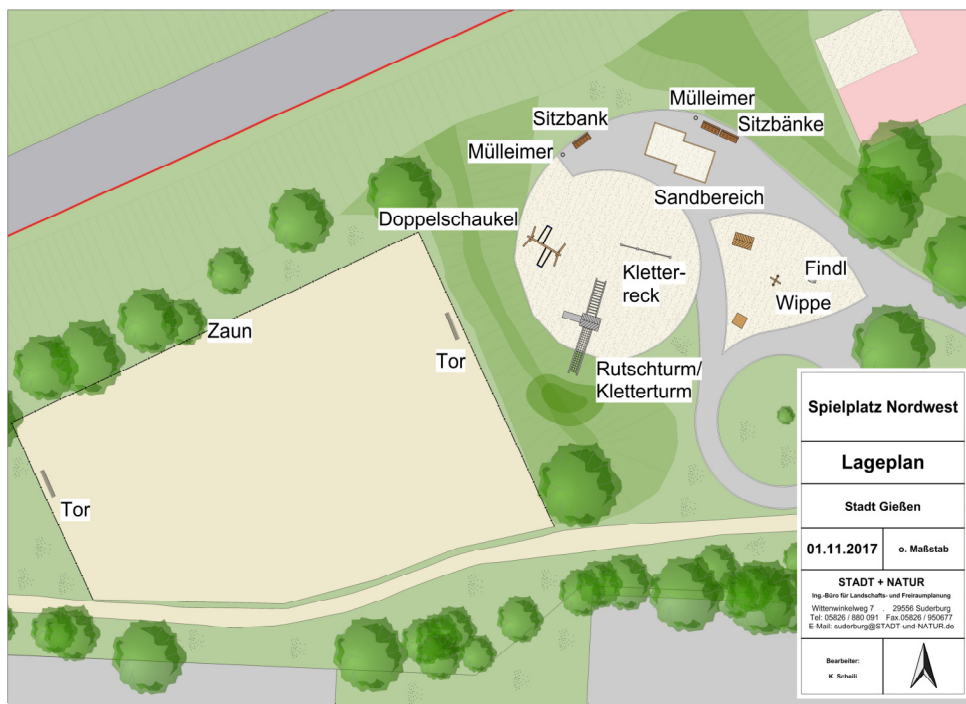 Mülleimer
Sitzbank
Sitzbänke
Mülleimer
Sandbereich
Doppelschaukel
Kletter-
reck
Findl
Wippe
Zaun
Tor
Rutschturm/
Kletterturm
Tor
Spielplatz Nordwest
Lageplan
Stadt Gießen
01.11.2017
o. Maßstab
STADT + NATUR
Ing.-Büro für Landschafts- und Freiraumplanung
Wittenwinkelweg 7 . 29556 Suderburg
Tel: 05826 / 880 091 Fax.05826 / 950677
E-Mail: suderburg@STADT und NATUR.de
Bearbeiter:
K.